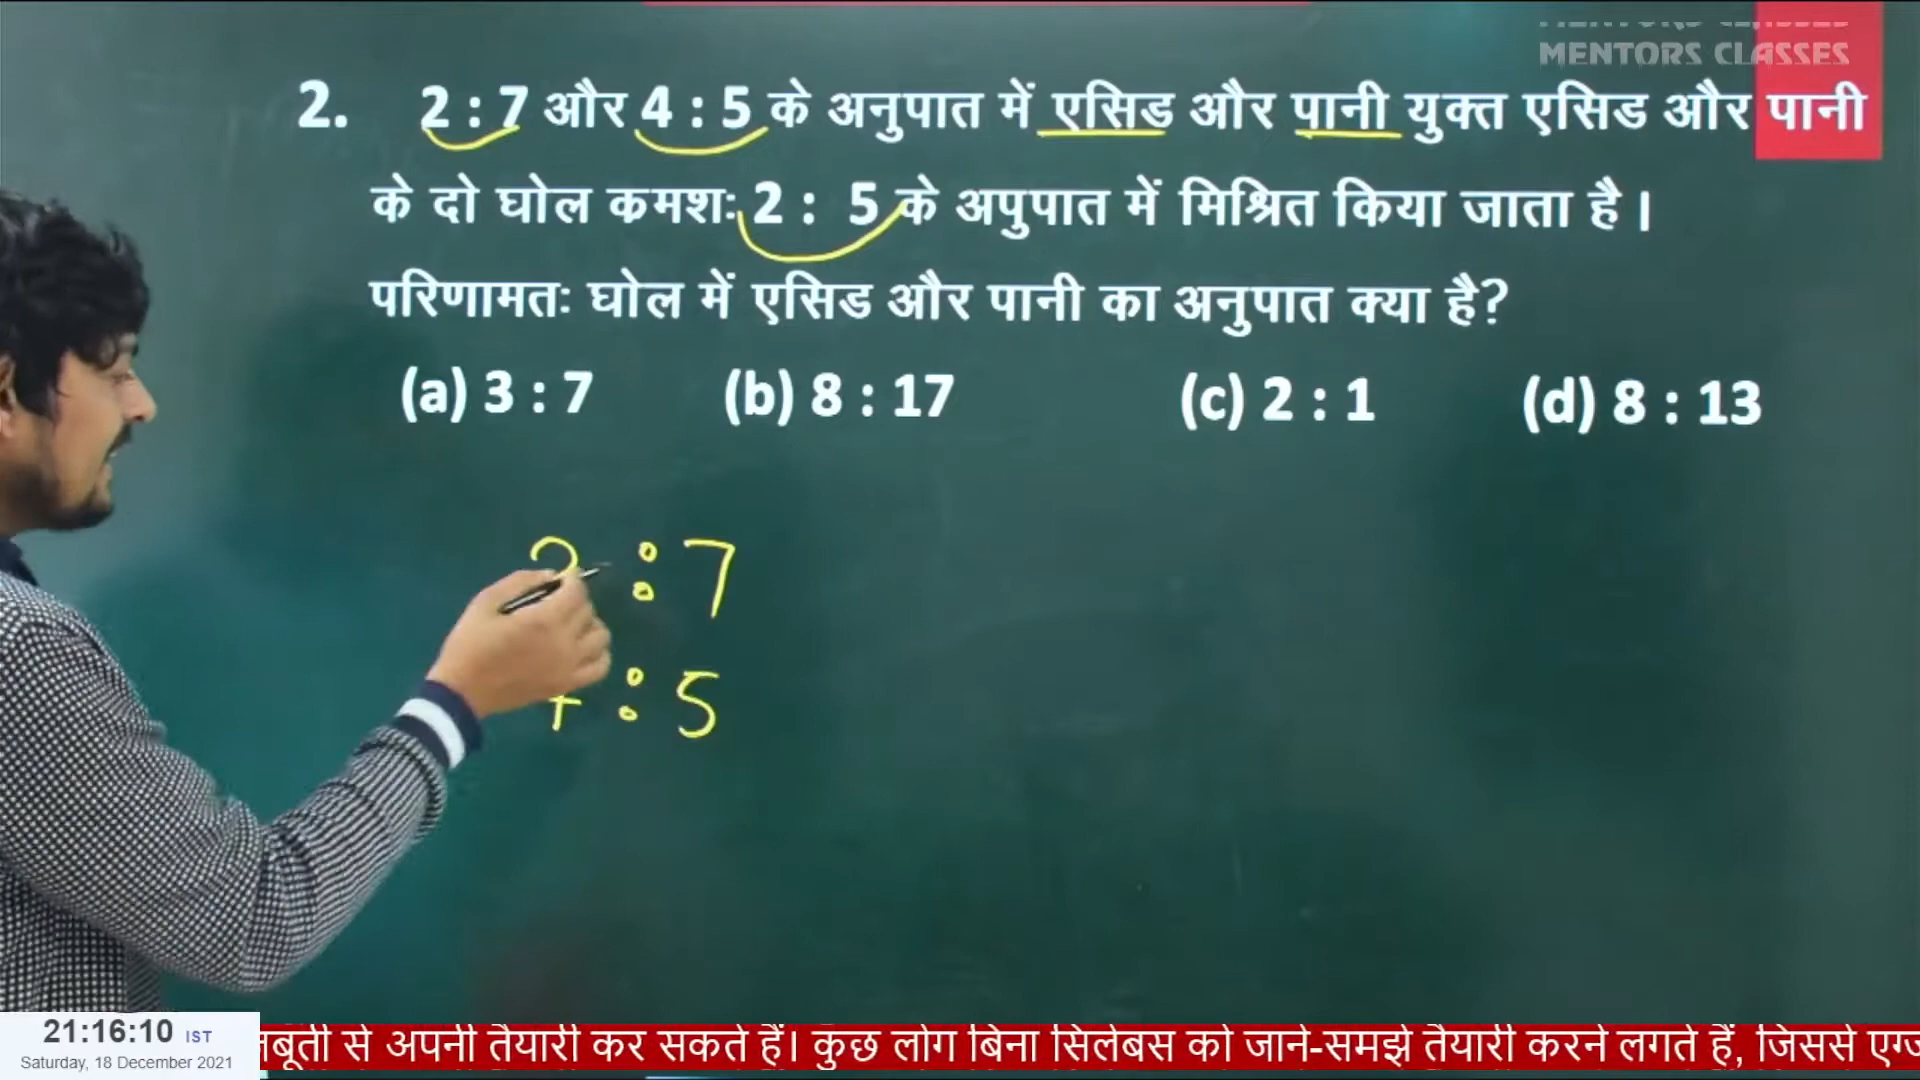 MENTORS CLASSES
2. 2 : 7 और 4 : 5 के अनुपात में एसिड और पानी युक्त एसिड और पानी
के दो घोल कमशः 2 : 5 के अपुपात में मिश्रित किया जाता है।
परिणामतः घोल में एसिड और पानी का अनुपात क्या है?
(a) 3 : 7 (b) 8 : 17 (c) 2 : 1 (d) 8 : 13
2 : 7
: 5
21:16:10 IST
Saturday, 18 December 2021
से अपनी तैयारी कर सकते हैं। कुछ लोग बिना सिलेबस को जाने-समझे तैयारी करने लगते हैं, जिससे